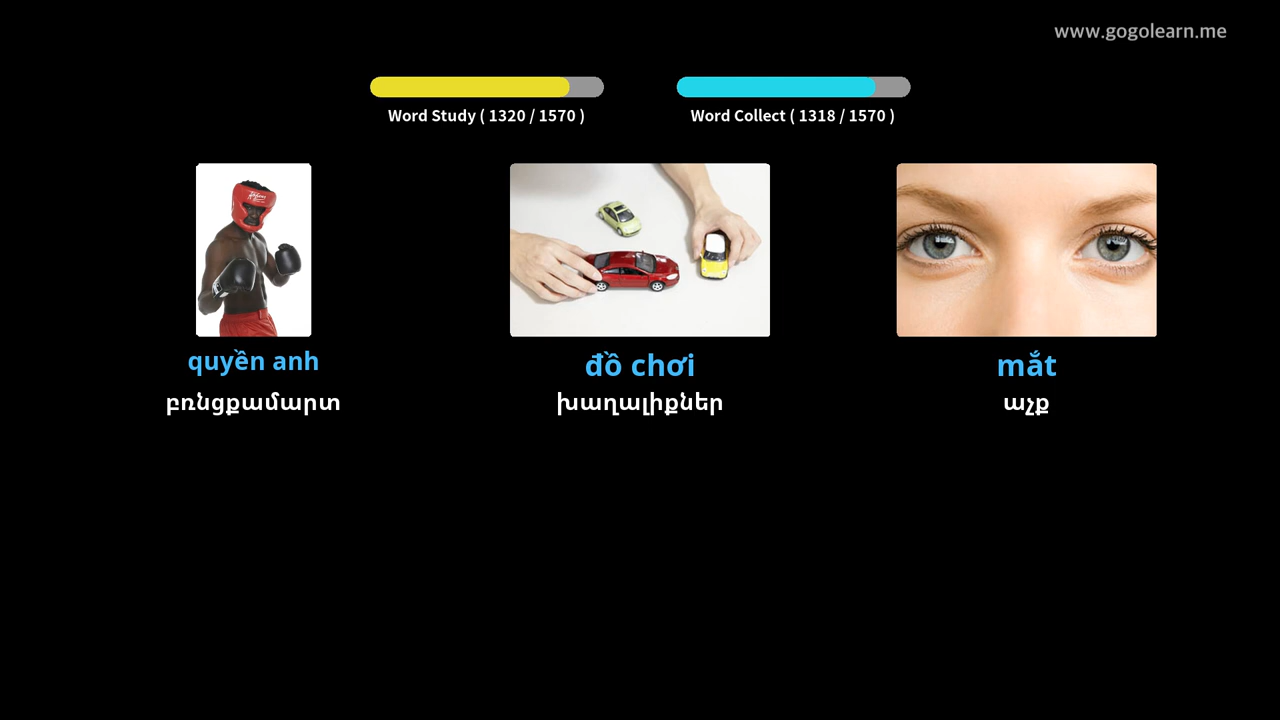 www.gogolearn.me
Word Study ( 1320 / 1570 )
Word Collect ( 1318 / 1570 )
quyền anh
đồ chơi
mắt
բռնցքամարտ
խաղալիքներ
աչք